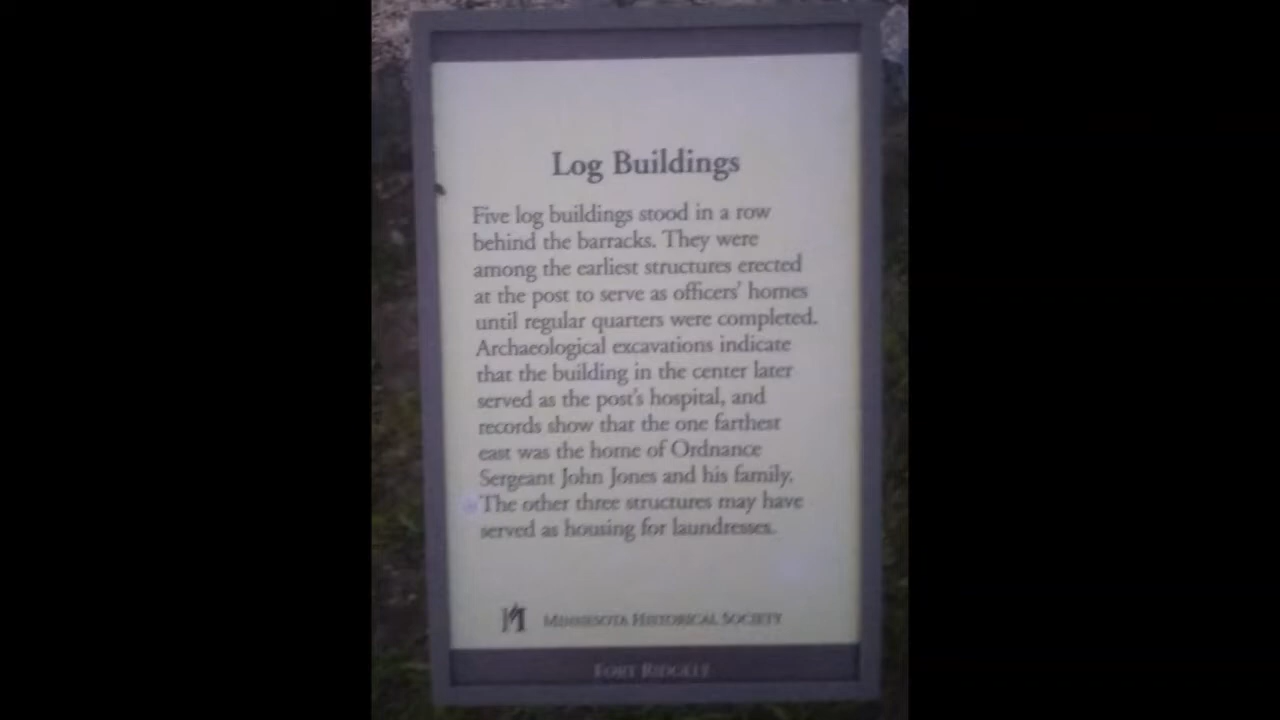 Log Buildings
Five log buildings stood in a row
behind the barracks. They were
among the earliest structures erected
at the post to serve as officers' homes
until regular quarters were completed.
Archaeological excavations indicate
that the building in the center later
served as the post's hospital, and
records show that the one farthest
east was the home of Ordnance
Sergeant John Jones and his family.
The other three structures may have
served as housing for laundresses.
MINNESOTA HISTORICAL SOCIETY
FORT RIDGELY